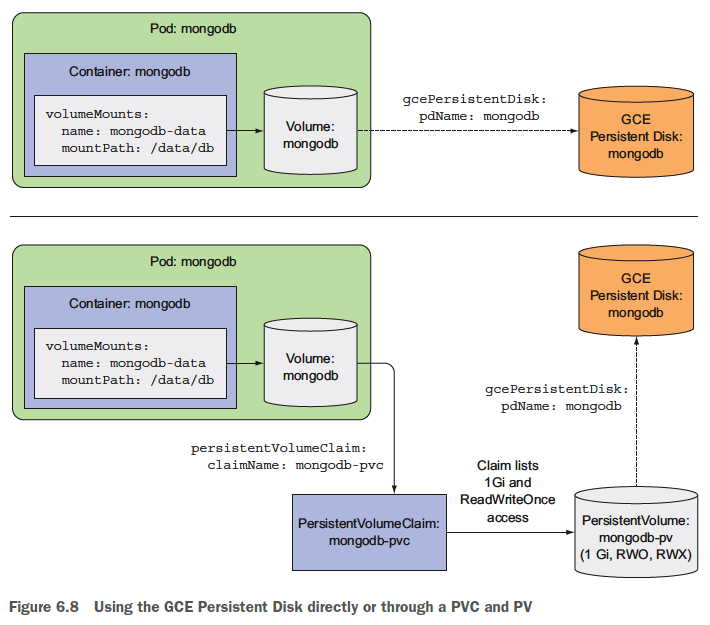 Pod: mongodb
Container: mongodb
volumeMounts:
name: mongodb-data
mountPath: /data/db
Volume:
mongodb
gcePersistentDisk:
pdName: mongodb
GCE
Persistent Disk:
mongodb
Pod: mongodb
Container: mongodb
volumeMounts:
name: mongodb-data
mountPath: /data/db
Volume:
mongodb
GCE
Persistent Disk:
mongodb
gcePersistentDisk:
pdName: mongodb
persistentVolumeClaim:
claimName: mongodb-pvc
Claim lists
1Gi and
ReadWriteOnce
access
PersistentVolumeClaim:
mongodb-pvc
PersistentVolume:
mongodb-pv
(1 Gi, RWO, RWX)
Figure 6.8 Using the GCE Persistent Disk directly or through a PVC and PV